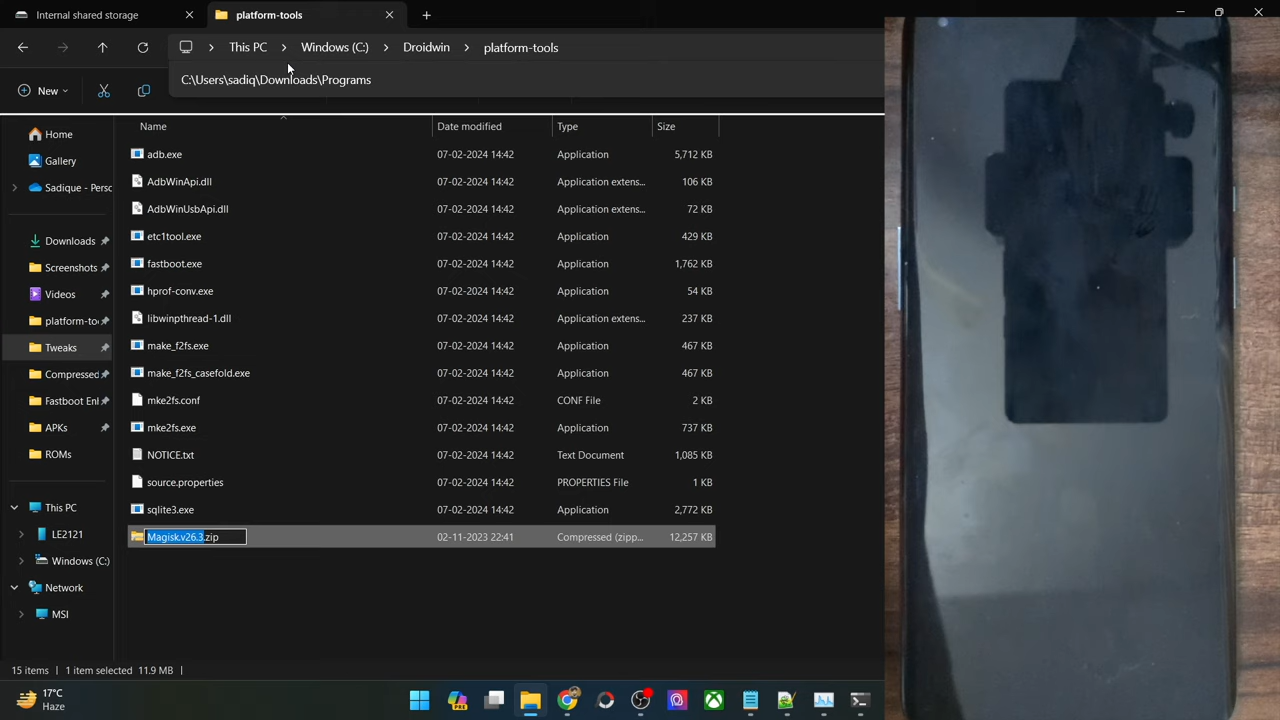 Internal shared storage
platform-tools
This PC > Windows (C:) > Droidwin > platform-tools
C:\Users\sadiq\Downloads\Programs
New
Name Date modified Type Size
Home
Gallery
Sadique - Persc
Downloads
Screenshots
Videos
platform-to
Tweaks
Compressed
Fastboot Enl
APKs
ROMs
This PC
LE2121
Windows (C:)
Network
MSI
adb.exe 07-02-2024 14:42 Application 5,712 KB
AdbWinApi.dll 07-02-2024 14:42 Application extens... 106 KB
AdbWinUsbApi.dll 07-02-2024 14:42 Application extens... 72 KB
etc1tool.exe 07-02-2024 14:42 Application 429 KB
fastboot.exe 07-02-2024 14:42 Application 1,762 KB
hprof-conv.exe 07-02-2024 14:42 Application 54 KB
libwinpthread-1.dll 07-02-2024 14:42 Application extens... 237 KB
make_f2fs.exe 07-02-2024 14:42 Application 467 KB
make_f2fs_casefold.exe 07-02-2024 14:42 Application 467 KB
mke2fs.conf 07-02-2024 14:42 CONF File 2 KB
mke2fs.exe 07-02-2024 14:42 Application 737 KB
NOTICE.txt 07-02-2024 14:42 Text Document 1,085 KB
source.properties 07-02-2024 14:42 PROPERTIES File 1 KB
sqlite3.exe 07-02-2024 14:42 Application 2,772 KB
Magisk.v26.3.zip 02-11-2023 22:41 Compressed (zipp... 12,257 KB
15 items 1 item selected 11.9 MB
17°C
Haze
PRE